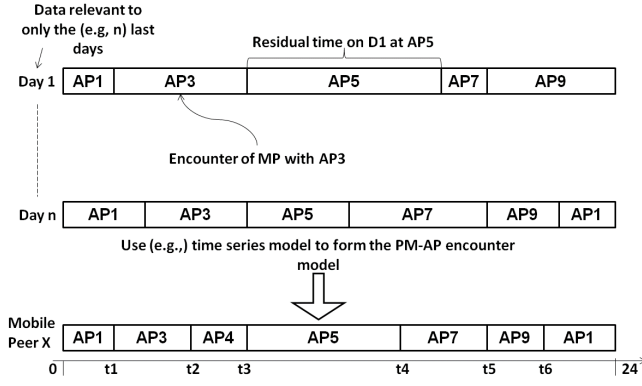 Data relevant to
only the (e.g, n) last
days
Residual time on D1 at AP5
Day 1 AP1 AP3 AP5 AP7 AP9
Encounter of MP with AP3
Day n AP1 AP3 AP5 AP7 AP9 AP1
Use (e.g.,) time series model to form the PM-AP encounter
model
Mobile
Peer X AP1 AP3 AP4 AP5 AP7 AP9 AP1
0 t1 t2 t3 t4 t5 t6 24